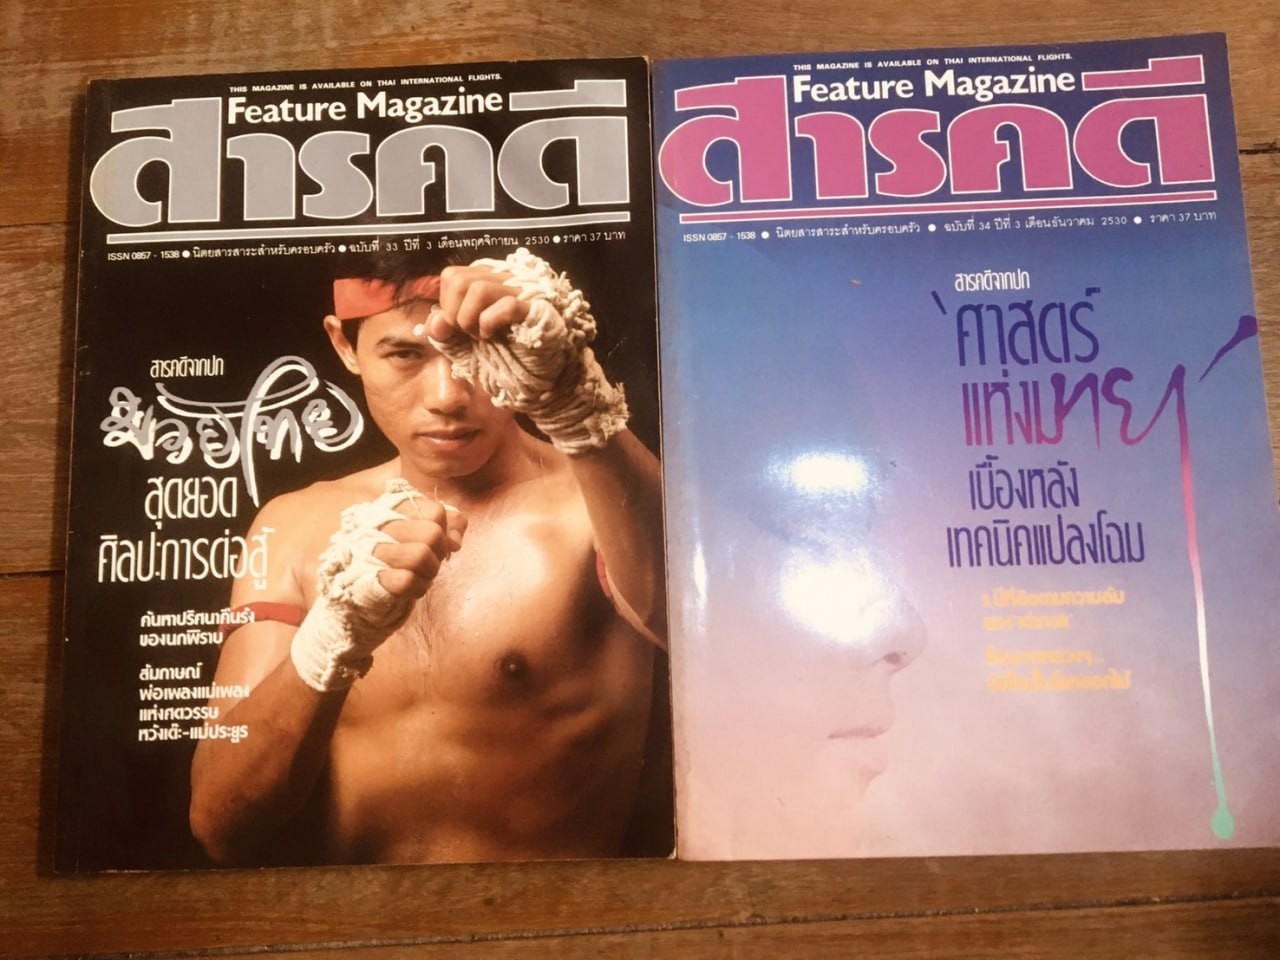 THIS MAGAZINE IS AVAILABLE ON THAI INTERNATIONAL FLIGHTS.
Feature Magazine
สารคดี
ISSN 0857 - 1538 ● นิตยสารสาระสำหรับครอบครัว ● ฉบับที่ 33 ปีที่ 3 เดือนพฤศจิกายน 2530 ● ราคา 37 บาท
สารคดีจากปก
มวยไทย
สุดยอด
ศิลปะการต่อสู้
ค้นหาปริศนาคืนรัง
ของนกพิราบ
สัมภาษณ์
พ่อเพลงแม่เพลง
แห่งศตวรรษ
หวังเต๊ะ-แม่ประยูร
THIS MAGAZINE IS AVAILABLE ON THAI INTERNATIONAL FLIGHTS.
Feature Magazine
สารคดี
ISSN 0857 - 1538 ● นิตยสารสาระสำหรับครอบครัว ● ฉบับที่ 34 ปีที่ 3 เดือนธันวาคม 2530 ● ราคา 37 บาท
สารคดีจากปก
ศาสตร์
แห่งมายา
เบื้องหลัง
เทคนิคแปลงโฉม